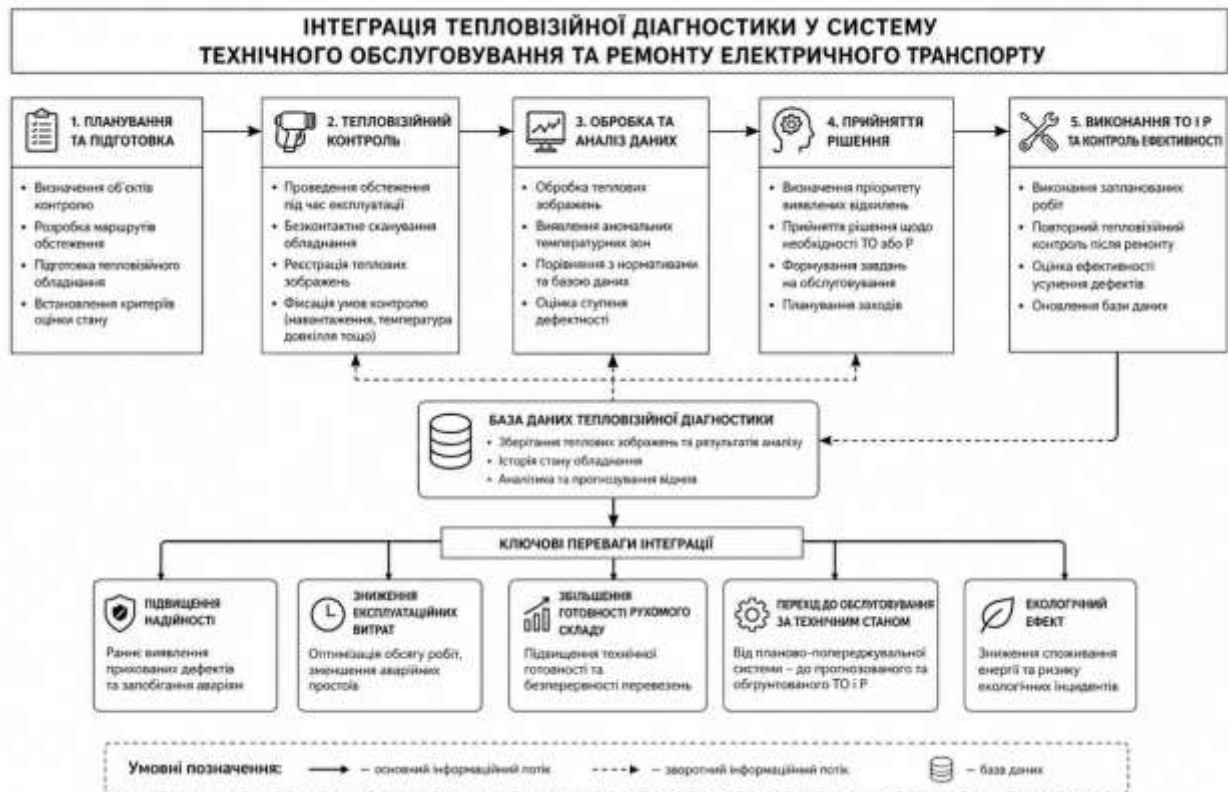 ІНТЕГРАЦІЯ ТЕПЛОВІЗІЙНОЇ ДІАГНОСТИКИ У СИСТЕМУ
ТЕХНІЧНОГО ОБСЛУГОВУВАННЯ ТА РЕМОНТУ ЕЛЕКТРИЧНОГО ТРАНСПОРТУ
1. ПЛАНУВАННЯ
ТА ПІДГОТОВКА
• Визначення об'єктів
контролю
• Розробка маршрутів
обстеження
• Підготовка тепловізійного
обладнання
• Встановлення критеріїв
оцінки стану
2. ТЕПЛОВІЗІЙНИЙ
КОНТРОЛЬ
• Проведення обстеження
під час експлуатації
• Безконтактне сканування
обладнання
• Реєстрація теплових
зображень
• Фіксація умов контролю
(навантаження, температура
довкілля тощо)
3. ОБРОБКА ТА
АНАЛІЗ ДАНИХ
• Обробка теплових
зображень
• Виявлення аномальних
температурних зон
• Порівняння з нормативами
та базою даних
• Оцінка ступеня
дефектності
4. ПРИЙНЯТТЯ
РІШЕННЯ
• Визначення пріоритету
виявлених відхилень
• Прийняття рішення щодо
необхідності ТО або Р
• Формування завдань
на обслуговування
• Планування заходів
5. ВИКОНАННЯ ТО І Р
ТА КОНТРОЛЬ ЕФЕКТИВНОСТІ
• Виконання запланованих
робіт
• Повторний тепловізійний
контроль після ремонту
• Оцінка ефективності
усунення дефектів
• Оновлення бази даних
БАЗА ДАНИХ ТЕПЛОВІЗІЙНОЇ ДІАГНОСТИКИ
• Зберігання теплових зображень та результатів аналізу
• Історія стану обладнання
• Аналітика та прогнозування відмов
КЛЮЧОВІ ПЕРЕВАГИ ІНТЕГРАЦІЇ
ПІДВИЩЕННЯ
НАДІЙНОСТІ
Раннє виявлення
прихованих дефектів
та запобігання аваріям
ЗНИЖЕННЯ
ЕКСПЛУАТАЦІЙНИХ
ВИТРАТ
Оптимізація обсягу робіт,
зменшення аварійних
простоїв
ЗБІЛЬШЕННЯ
ГОТОВНОСТІ РУХОМОГО
СКЛАДУ
Підвищення технічної
готовності та
безперервності перевезень
ПЕРЕХІД ДО ОБСЛУГОВУВАННЯ
ЗА ТЕХНІЧНИМ СТАНОМ
Від планово-попереджувальної
системи – до прогнозованого та
обґрунтованого ТО і Р
ЕКОЛОГІЧНИЙ
ЕФЕКТ
Зниження споживання
енергії та ризику
екологічних інцидентів
Умовні позначення: – основний інформаційний потік – зворотний інформаційний потік – база даних